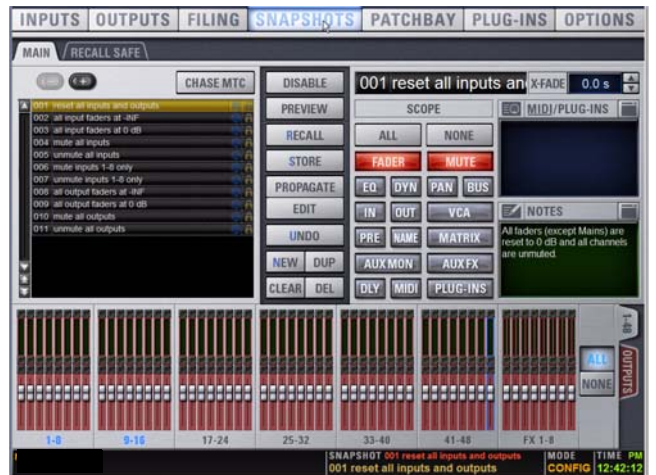 INPUTS OUTPUTS FILING SNAPSHOTS PATCHBAY PLUG-INS OPTIONS
MAIN RECALL SAFE
CHASE MTC
001 reset all inputs and outputs
002 all input faders at -INF
003 all input faders at 0 dB
004 mute all inputs
005 unmute all inputs
006 mute inputs 1-8 only
007 unmute inputs 1-8 only
008 all output faders at -INF
009 all output faders at 0 dB
010 mute all outputs
011 unmute all outputs
DISABLE
PREVIEW
RECALL
STORE
PROPAGATE
EDIT
UNDO
NEW DUP
CLEAR DEL
001 reset all inputs an X-FADE 0.0 s
SCOPE
ALL NONE
FADER MUTE
EQ DYN PAN BUS
IN OUT VCA
PRE NAME MATRIX
AUX MON AUX FX
DLY MIDI PLUG-INS
MIDI/PLUG-INS
NOTES
All faders (except Mains) are
reset to 0 dB and all channels
are unmuted.
1-48
OUTPUTS
ALL
NONE
1-8 9-16 17-24 25-32 33-40 41-48 FX 1-8
SNAPSHOT 001 reset all inputs and outputs MODE TIME PM
001 reset all inputs and outputs CONFIG 12:42:12